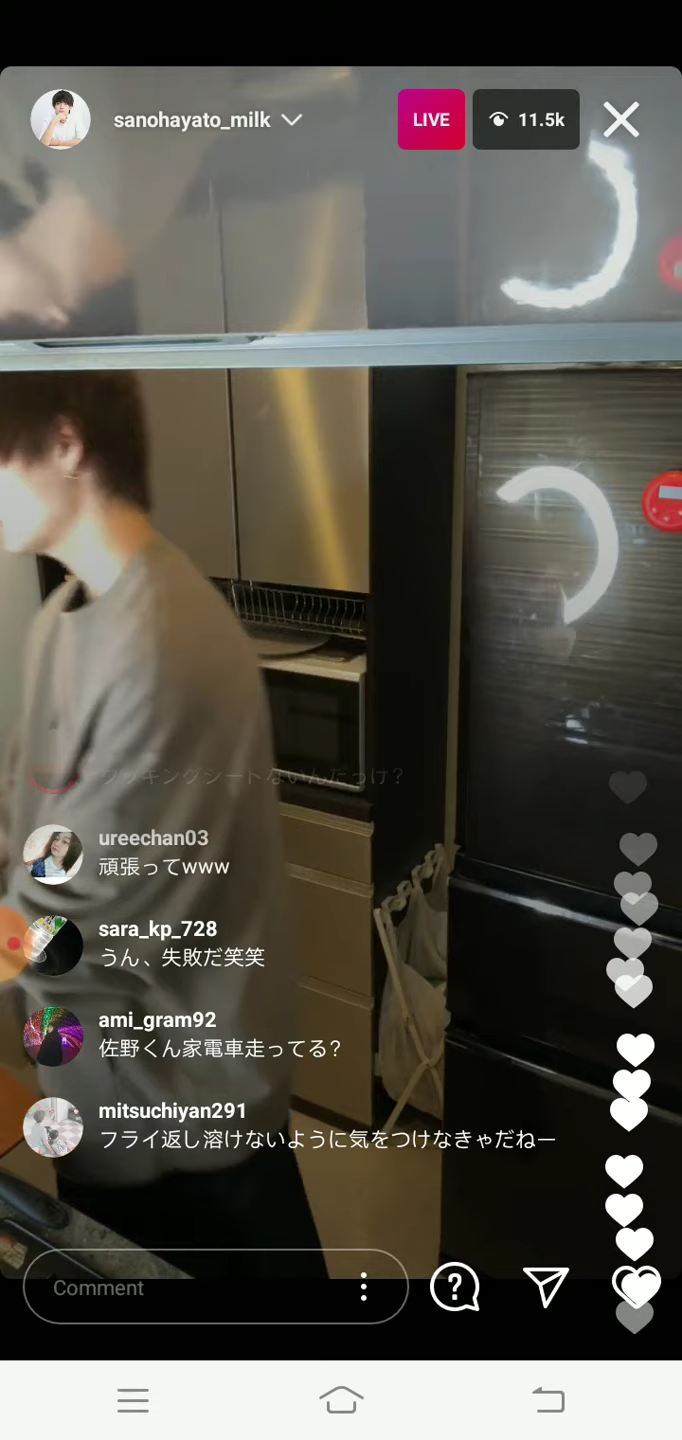 sanohayato_milk
LIVE
11.5k
クッキングシートないんだっけ？
ureechan03
頑張ってwww
sara_kp_728
うん、失敗だ笑笑
ami_gram92
佐野くん家電車走ってる？
mitsuchiyan291
フライ返し溶けないように気をつけなきゃだねー
Comment